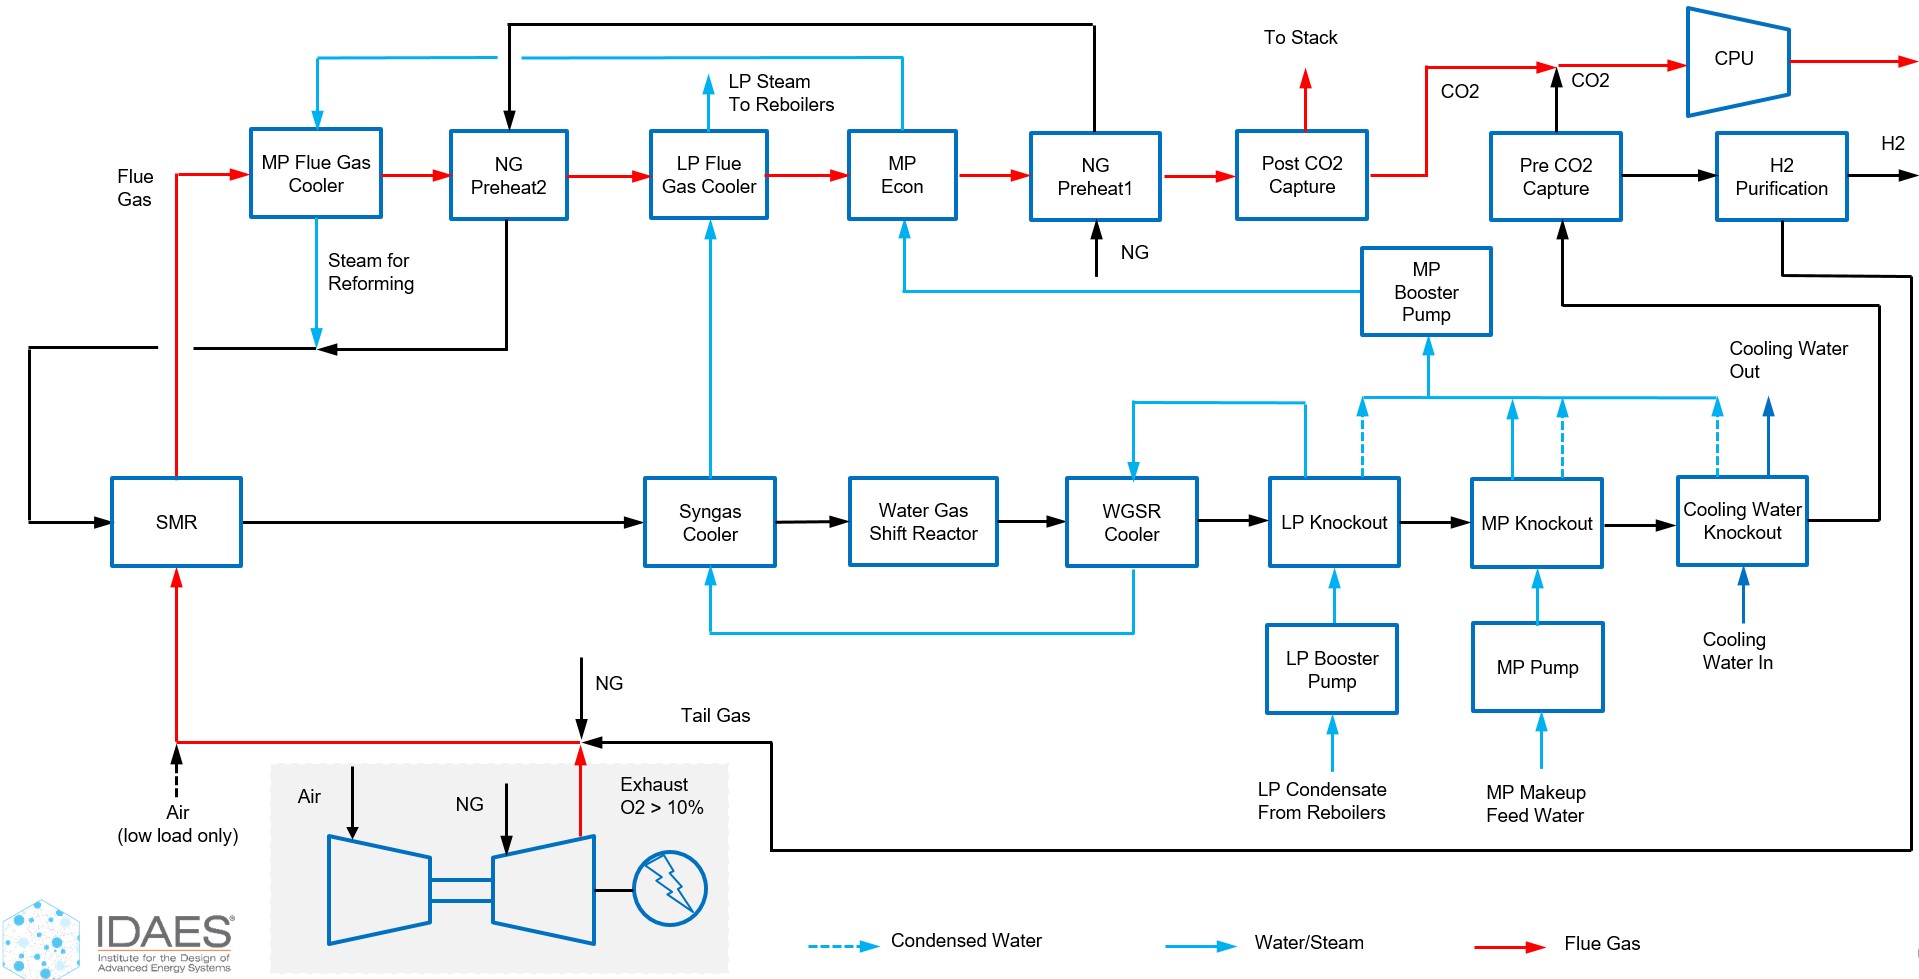 To Stack
CPU
LP Steam
To Reboilers
CO2
CO2
H2
Flue
Gas
MP Flue Gas
Cooler
NG
Preheat2
LP Flue
Gas Cooler
MP
Econ
NG
Preheat1
Post CO2
Capture
Pre CO2
Capture
H2
Purification
Steam for
Reforming
NG
MP
Booster
Pump
Cooling Water
Out
SMR
Syngas
Cooler
Water Gas
Shift Reactor
WGSR
Cooler
LP Knockout
MP Knockout
Cooling Water
Knockout
LP Booster
Pump
MP Pump
Cooling
Water In
NG
Tail Gas
Air
(low load only)
Air
NG
Exhaust
O2 > 10%
LP Condensate
From Reboilers
MP Makeup
Feed Water
IDAES®
Institute for the Design of
Advanced Energy Systems
Condensed Water
Water/Steam
Flue Gas